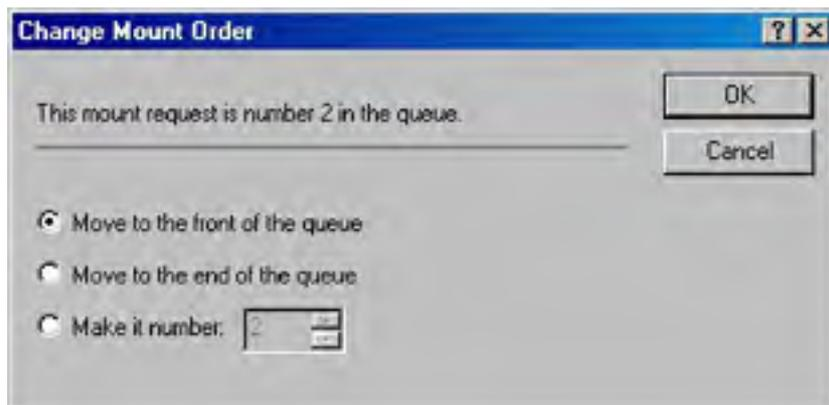 Change Mount Order
This mount request is number 2 in the queue.
OK
Cancel
Move to the front of the queue
Move to the end of the queue
Make it number: 2